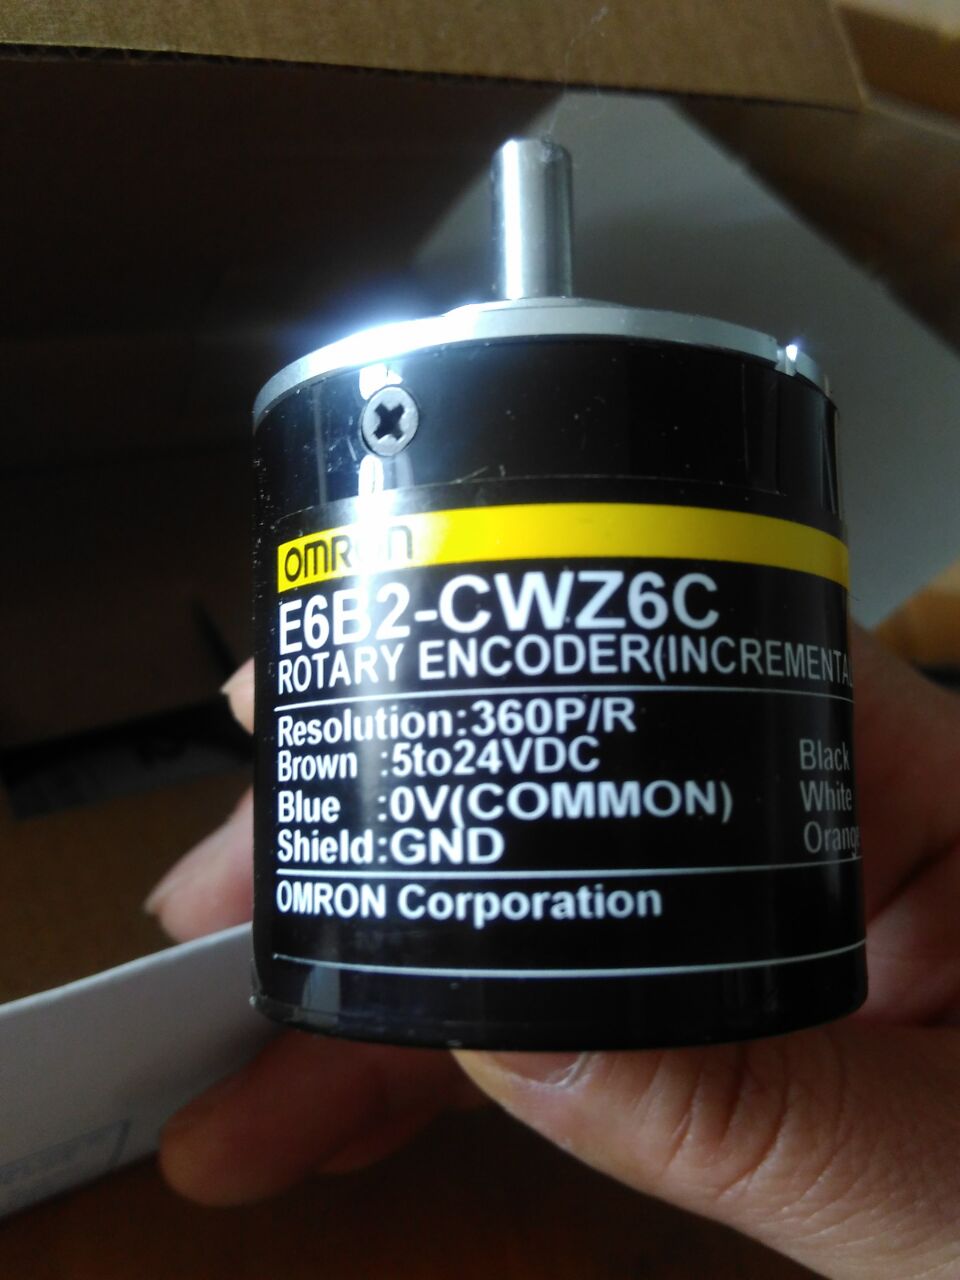 OMRON
E6B2-CWZ6C
ROTARY ENCODER(INCREMENTAL
Resolution:360P/R
Brown :5to24VDC
Black
Blue :0V(COMMON)
White
Shield:GND
Orange
OMRON Corporation